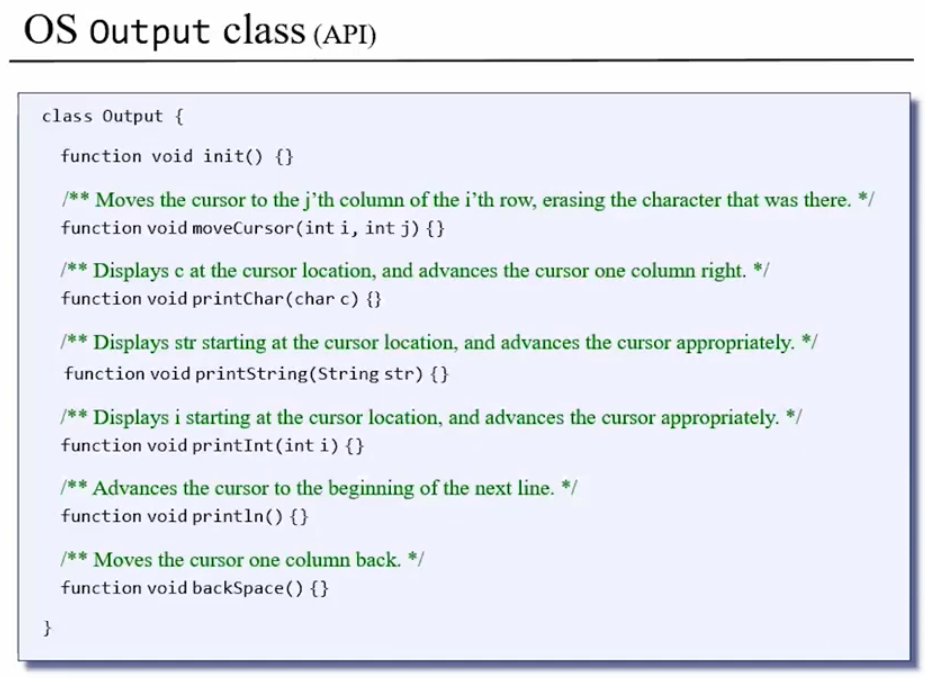 OS Output class (API)
class Output {
function void init() {}
/** Moves the cursor to the j’th column of the i’th row, erasing the character that was there. */
function void moveCursor(int i, int j) {}
/** Displays c at the cursor location, and advances the cursor one column right. */
function void printChar(char c) {}
/** Displays str starting at the cursor location, and advances the cursor appropriately. */
function void printString(String str) {}
/** Displays i starting at the cursor location, and advances the cursor appropriately. */
function void printInt(int i) {}
/** Advances the cursor to the beginning of the next line. */
function void println() {}
/** Moves the cursor one column back. */
function void backSpace() {}
}